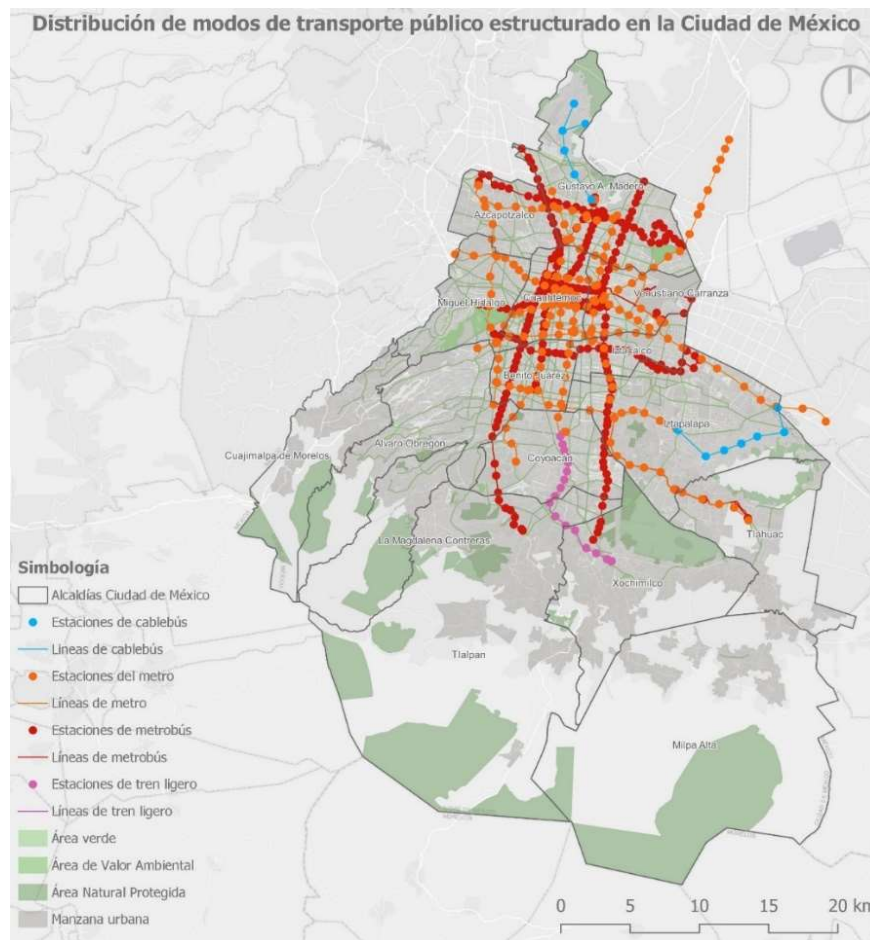 Distribución de modos de transporte público estructurado en la Ciudad de México
Gustavo A. Madero
Azcapotzalco
Miguel Hidalgo
Cuauhtémoc
Venustiano Carranza
Iztacalco
Benito Juárez
Iztapalapa
Álvaro Obregón
Coyoacán
Cuajimalpa de Morelos
La Magdalena Contreras
Tláhuac
Xochimilco
Tlalpan
Milpa Alta
Simbología
Alcaldías Ciudad de México
Estaciones de cablebús
Lineas de cablebús
Estaciones del metro
Líneas de metro
Estaciones de metrobús
Líneas de metrobús
Estaciones de tren ligero
Líneas de tren ligero
Área verde
Área de Valor Ambiental
Área Natural Protegida
Manzana urbana
0 5 10 15 20 km